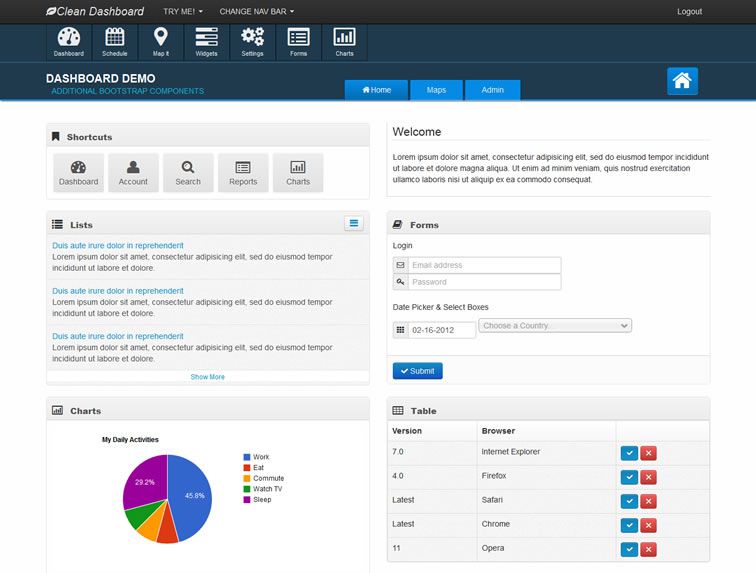 Clean Dashboard TRY ME! CHANGE NAV BAR Logout
Dashboard Schedule Map it Widgets Settings Forms Charts
DASHBOARD DEMO
ADDITIONAL BOOTSTRAP COMPONENTS
Home Maps Admin
Shortcuts
Dashboard Account Search Reports Charts
Welcome
Lorem ipsum dolor sit amet, consectetur adipisicing elit, sed do eiusmod tempor incididunt
ut labore et dolore magna aliqua. Ut enim ad minim veniam, quis nostrud exercitation
ullamco laboris nisi ut aliquip ex ea commodo consequat.
Lists
Duis aute irure dolor in reprehenderit
Lorem ipsum dolor sit amet, consectetur adipisicing elit, sed do eiusmod tempor
incididunt ut labore et dolore.
Duis aute irure dolor in reprehenderit
Lorem ipsum dolor sit amet, consectetur adipisicing elit, sed do eiusmod tempor
incididunt ut labore et dolore.
Duis aute irure dolor in reprehenderit
Lorem ipsum dolor sit amet, consectetur adipisicing elit, sed do eiusmod tempor
incididunt ut labore et dolore.
Show More
Forms
Login
Email address
Password
Date Picker & Select Boxes
02-16-2012 Choose a Country...
Submit
Charts
My Daily Activities
29.2%
45.8%
Work
Eat
Commute
Watch TV
Sleep
Table
Version Browser
7.0 Internet Explorer
4.0 Firefox
Latest Safari
Latest Chrome
11 Opera